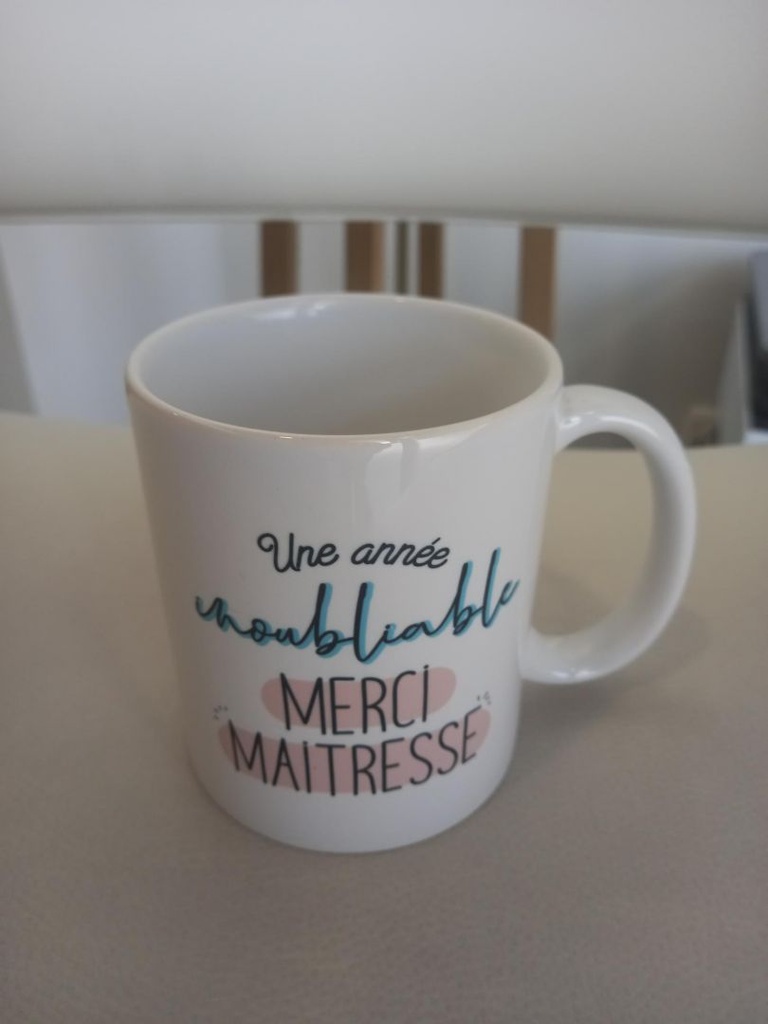 Une année
inoubliable
MERCi
MAiTRESSE